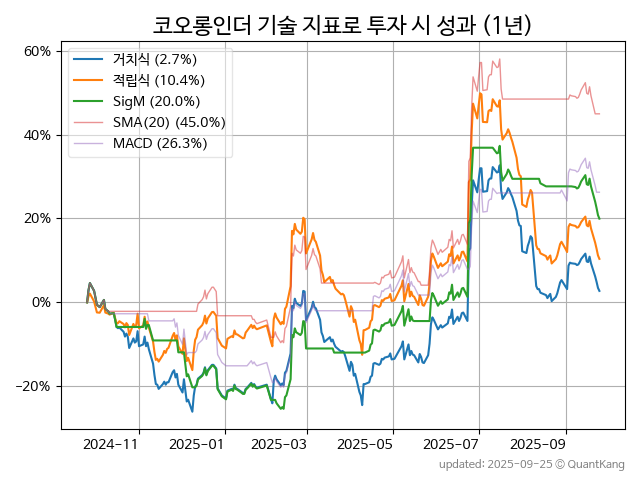 코오롱인더 기술 지표로 투자 시 성과 (1년)
거치식 (2.7%)
적립식 (10.4%)
SigM (20.0%)
SMA(20) (45.0%)
MACD (26.3%)
60%
40%
20%
0%
−20%
2024-11 2025-01 2025-03 2025-05 2025-07 2025-09
updated: 2025-09-25 © QuantKang